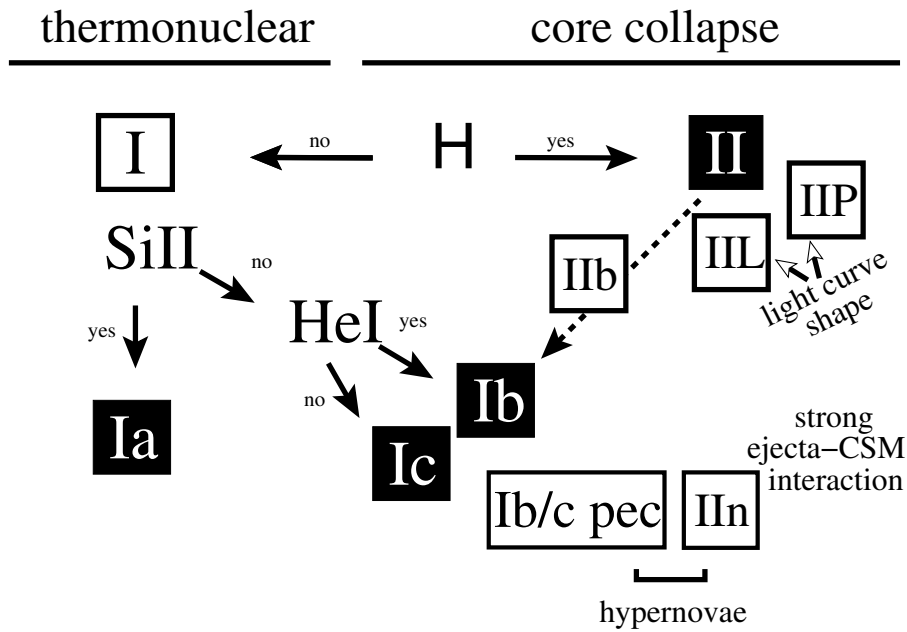 thermonuclear
core collapse
I
no
H
yes
II
IIP
IIL
IIb
light curve
shape
SiII
no
yes
HeI
yes
no
Ia
Ib
Ic
strong
ejecta−CSM
interaction
Ib/c pec
IIn
hypernovae